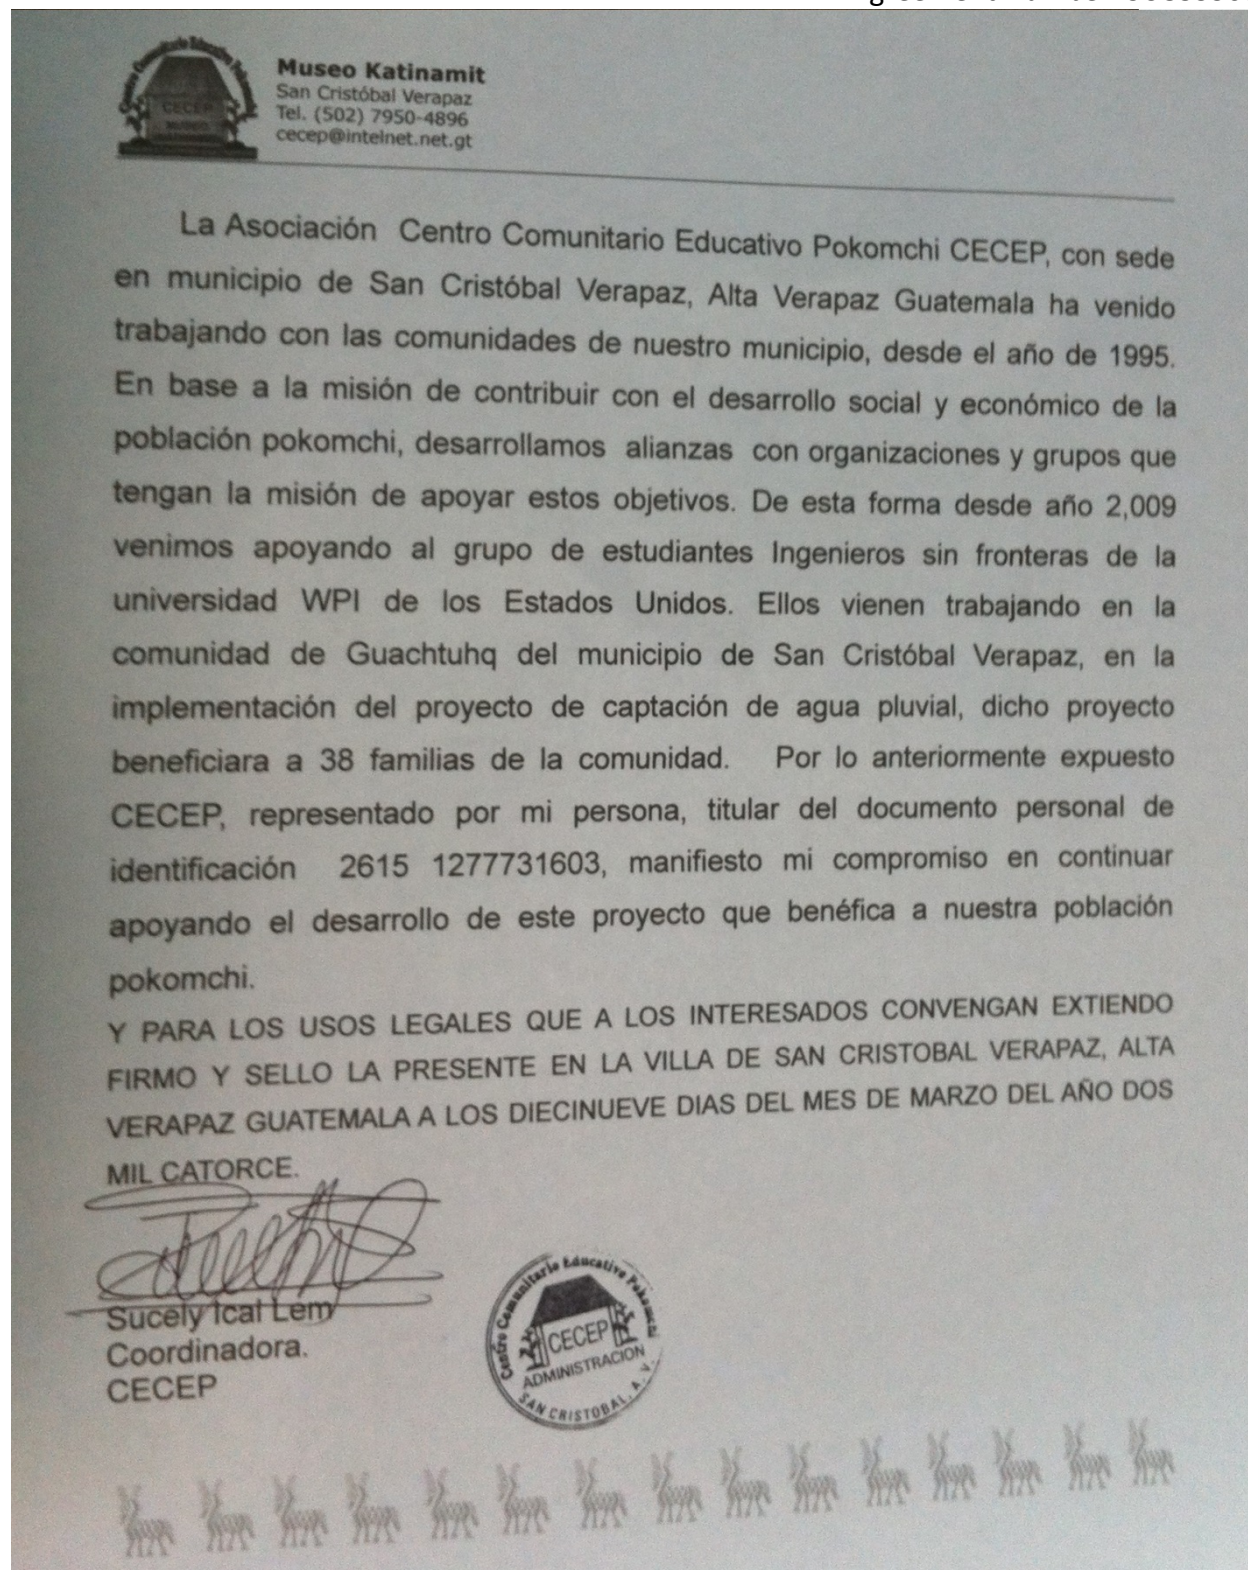 Museo Katinamit
San Cristóbal Verapaz
Tel. (502) 7950-4896
cecep@intelnet.net.gt
CECEP
La Asociación Centro Comunitario Educativo Pokomchi CECEP, con sede
en municipio de San Cristóbal Verapaz, Alta Verapaz Guatemala ha venido
trabajando con las comunidades de nuestro municipio, desde el año de 1995.
En base a la misión de contribuir con el desarrollo social y económico de la
población pokomchi, desarrollamos alianzas con organizaciones y grupos que
tengan la misión de apoyar estos objetivos. De esta forma desde año 2,009
venimos apoyando al grupo de estudiantes Ingenieros sin fronteras de la
universidad WPI de los Estados Unidos. Ellos vienen trabajando en la
comunidad de Guachtuhq del municipio de San Cristóbal Verapaz, en la
implementación del proyecto de captación de agua pluvial, dicho proyecto
beneficiara a 38 familias de la comunidad. Por lo anteriormente expuesto
CECEP, representado por mi persona, titular del documento personal de
identificación 2615 1277731603, manifiesto mi compromiso en continuar
apoyando el desarrollo de este proyecto que benéfica a nuestra población
pokomchi.
Y PARA LOS USOS LEGALES QUE A LOS INTERESADOS CONVENGAN EXTIENDO
FIRMO Y SELLO LA PRESENTE EN LA VILLA DE SAN CRISTOBAL VERAPAZ, ALTA
VERAPAZ GUATEMALA A LOS DIECINUEVE DIAS DEL MES DE MARZO DEL AÑO DOS
MIL CATORCE.
Sucely Ical Lem
Coordinadora.
CECEP
Centro Comunitario Educativo Pokomchi
CECEP
ADMINISTRACION
SAN CRISTOBAL, A. V.